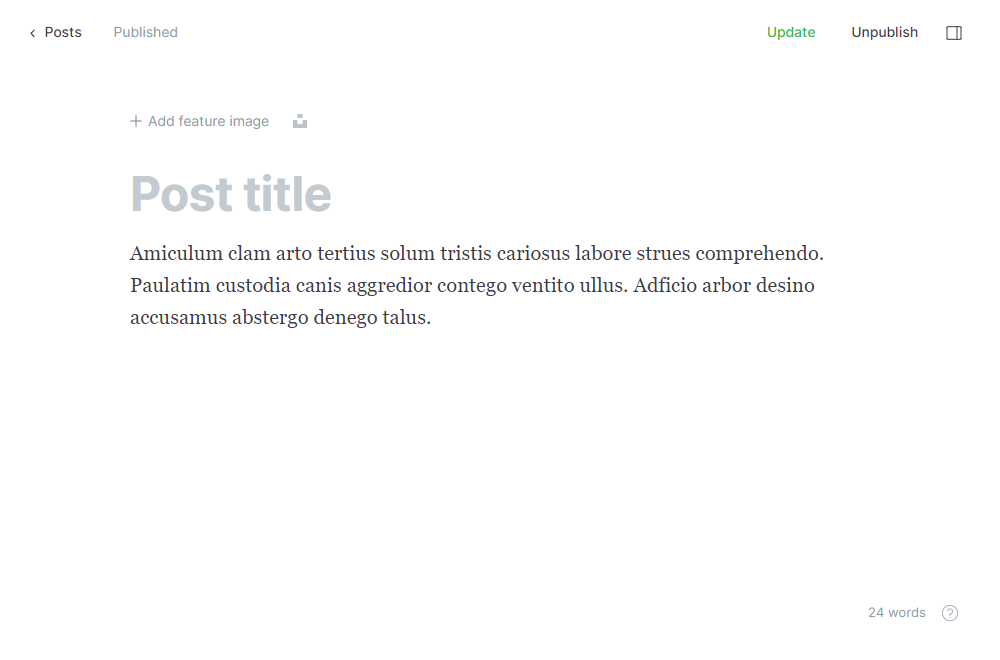 Posts
Published
Update
Unpublish
Add feature image
Post title
Amiculum clam arto tertius solum tristis cariosus labore strues comprehendo.
Paulatim custodia canis aggredior contego ventito ullus. Adficio arbor desino
accusamus abstergo denego talus.
24 words
?